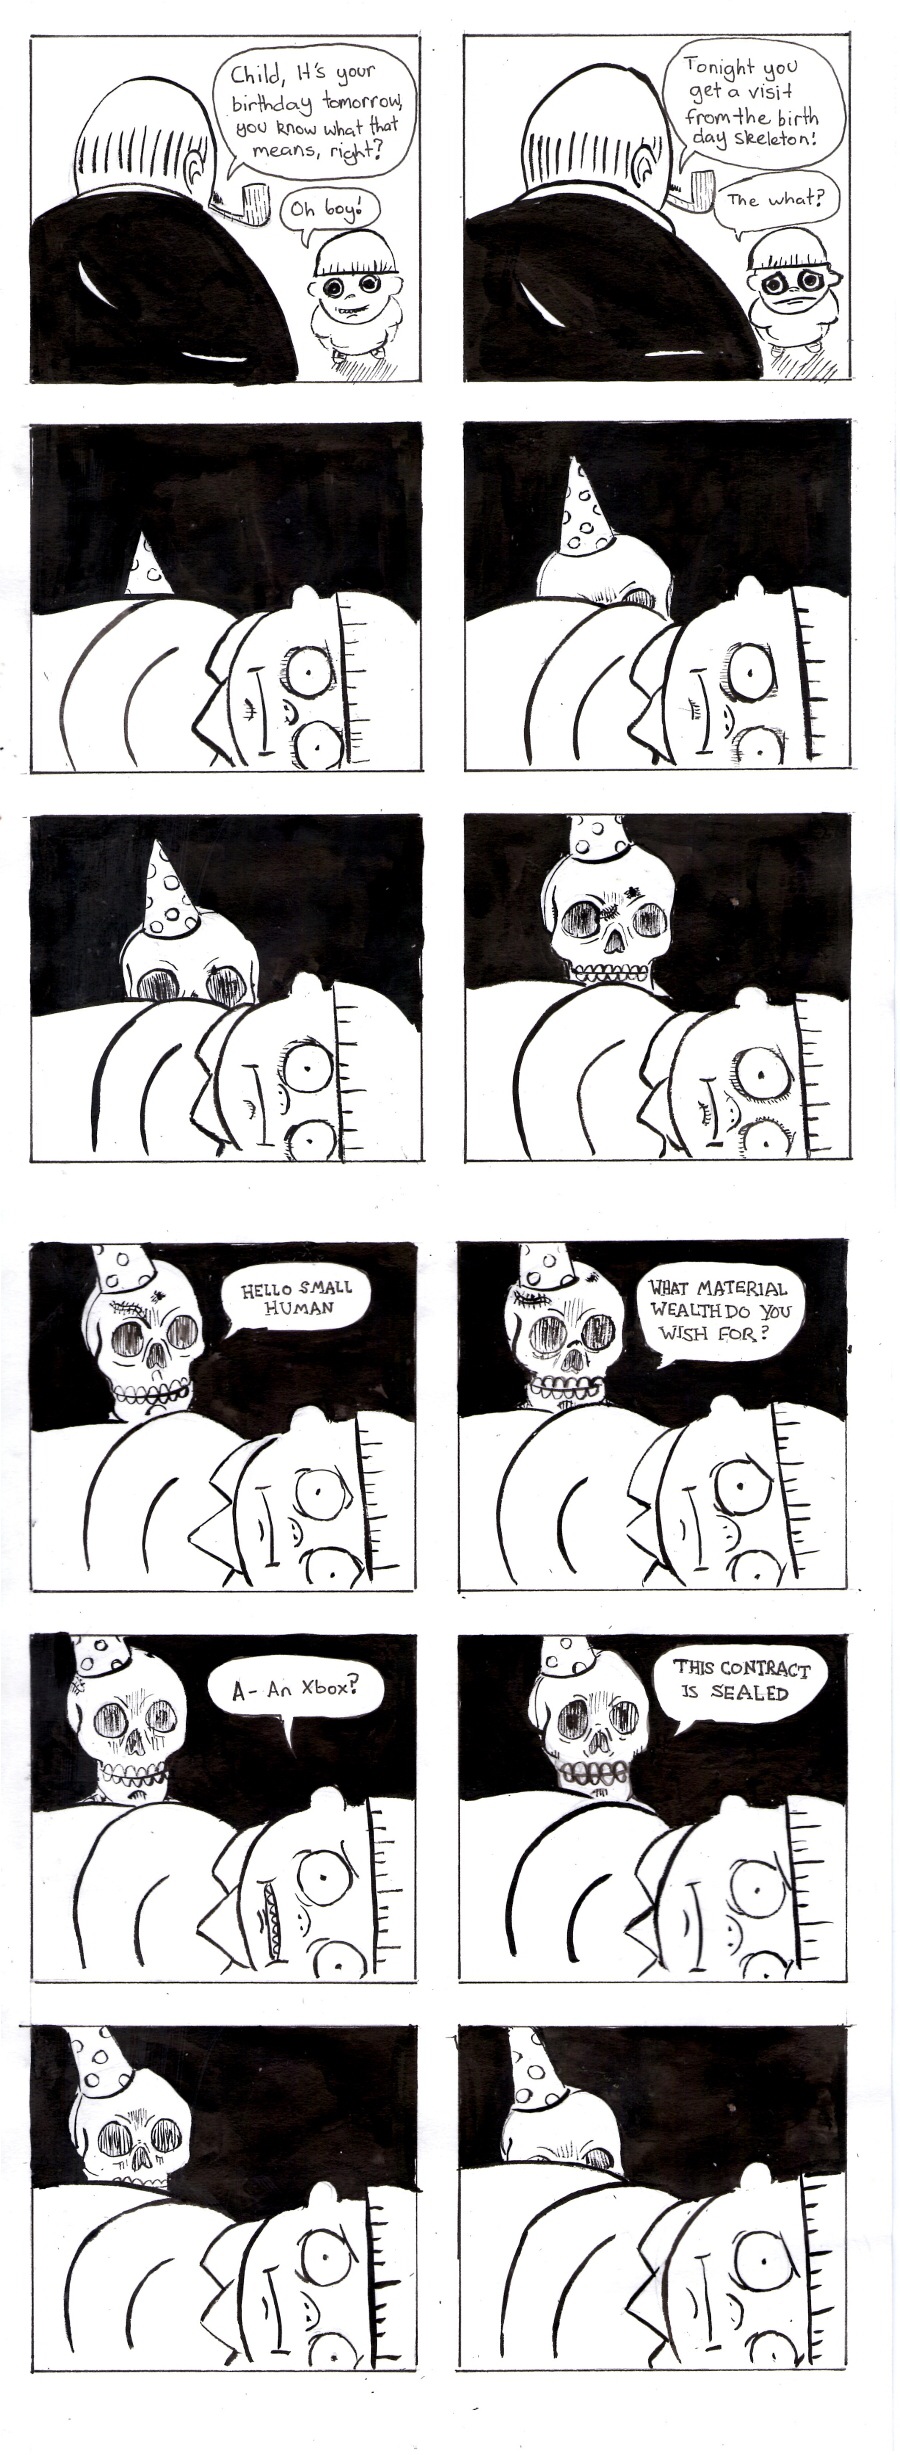 Child, It's your
birthday tomorrow,
you know what that
means, right?
Oh boy!
Tonight you
get a visit
from the birth
day skeleton!
The what?
HELLO SMALL
HUMAN
WHAT MATERIAL
WEALTH DO YOU
WISH FOR?
A- An Xbox?
THIS CONTRACT
IS SEALED